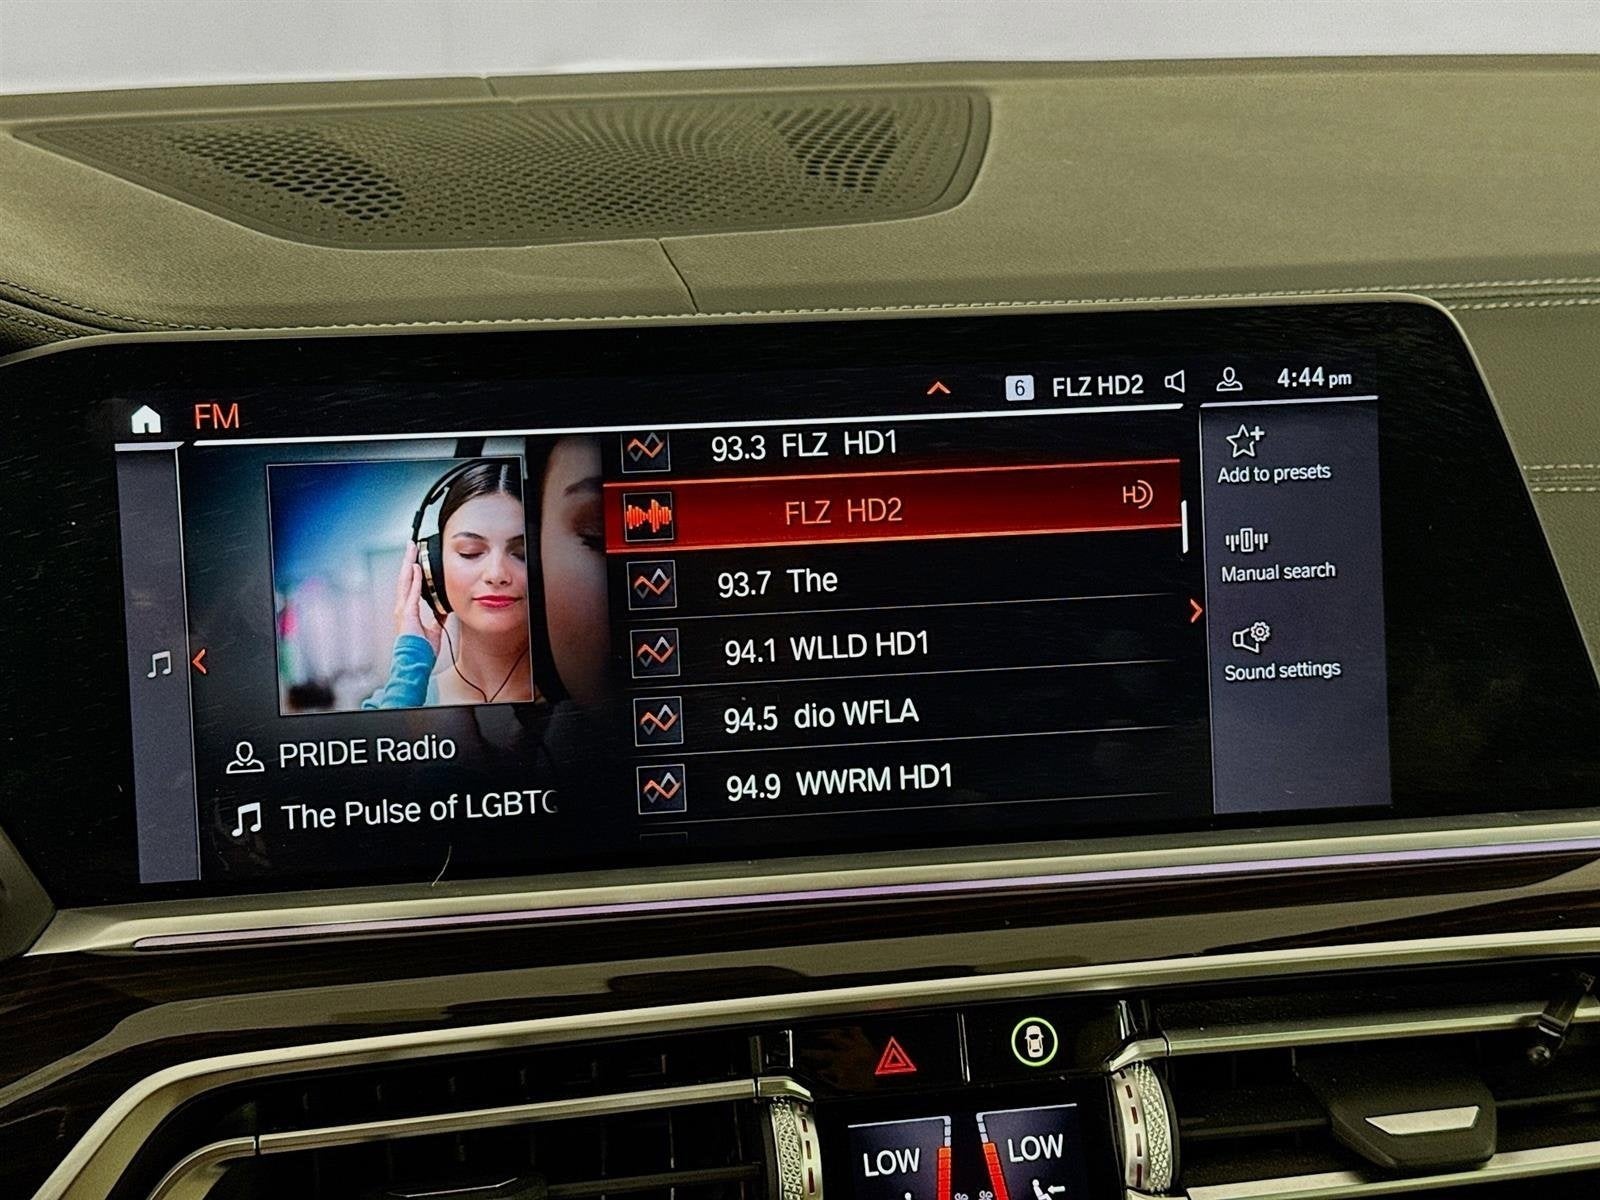 FM
6 FLZ HD2 4:44 pm
93.3 FLZ HD1
FLZ HD2 HD
93.7 The
94.1 WLLD HD1
94.5 dio WFLA
94.9 WWRM HD1
PRIDE Radio
The Pulse of LGBTQ
Add to presets
Manual search
Sound settings
LOW
LOW